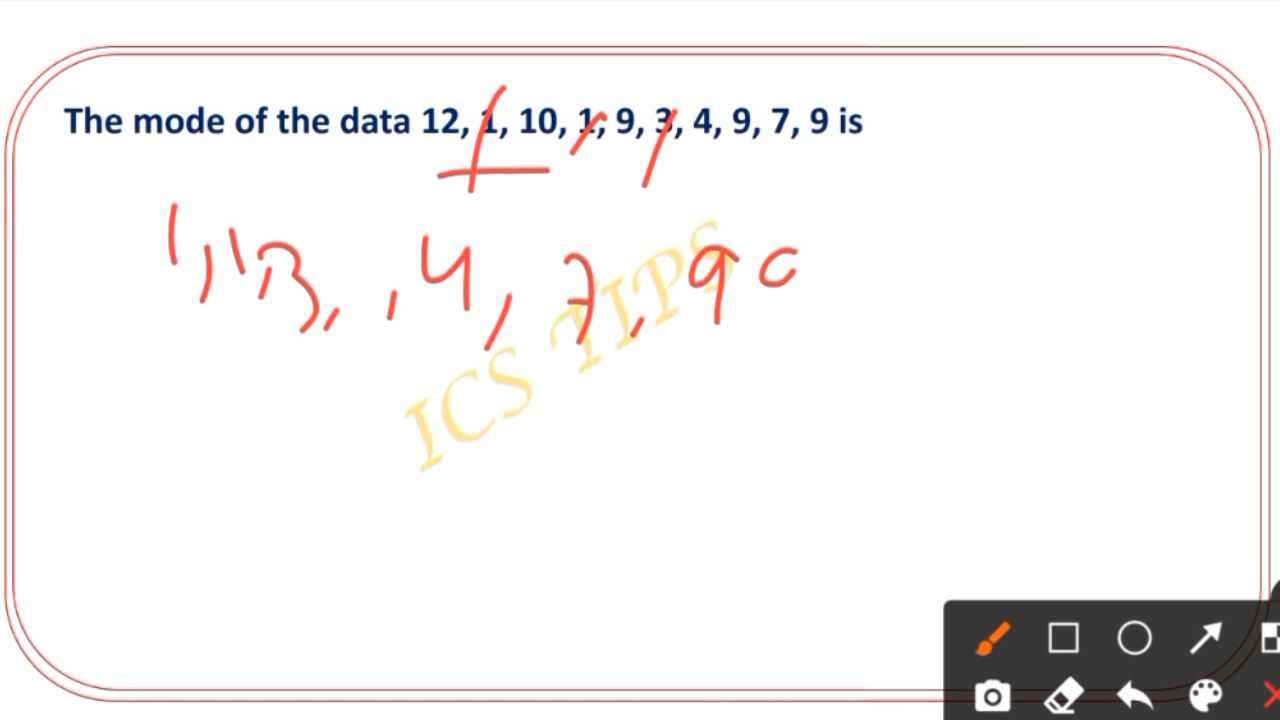 The mode of the data 12, 1, 10, 1, 9, 3, 4, 9, 7, 9 is
1, 1, 3, , 4, 7, 9
ICS TIPS